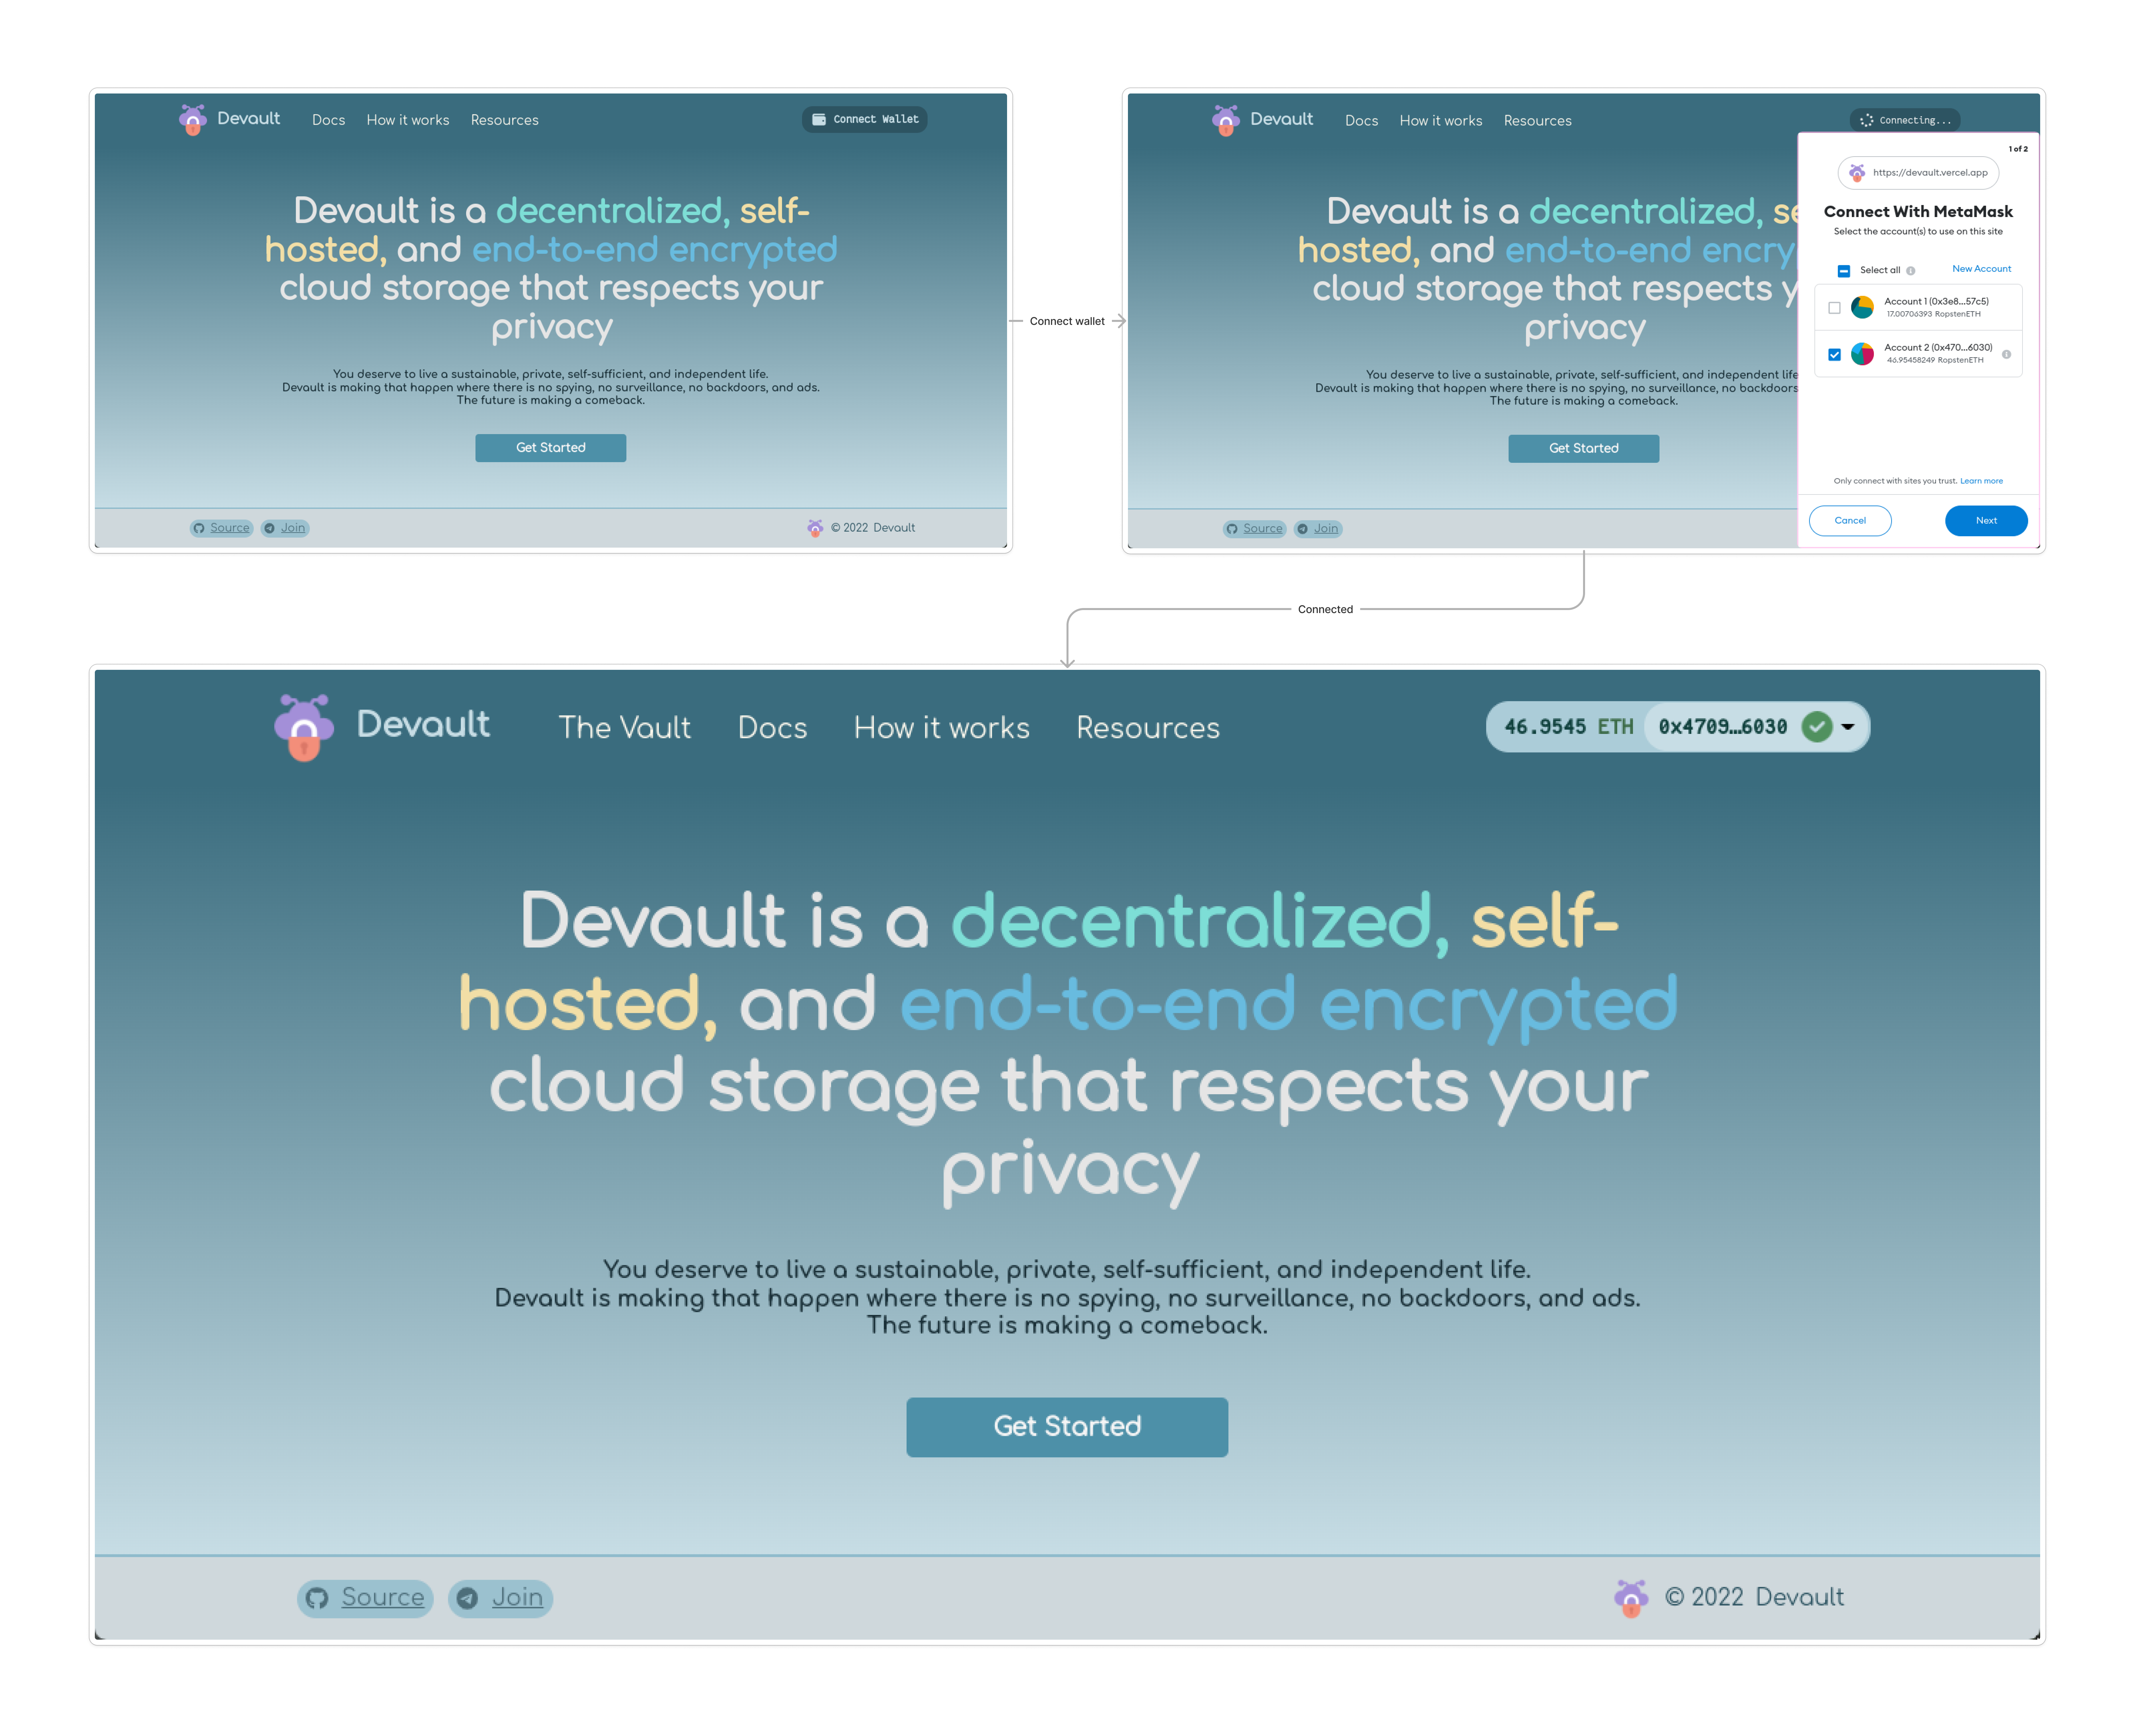 Devault Docs How it works Resources Connect Wallet
Devault is a decentralized, self-
hosted, and end-to-end encrypted
cloud storage that respects your
privacy
You deserve to live a sustainable, private, self-sufficient, and independent life.
Devault is making that happen where there is no spying, no surveillance, no backdoors, and ads.
The future is making a comeback.
Get Started
Source Join © 2022 Devault
Connect wallet
Devault Docs How it works Resources Connecting...
Devault is a decentralized, se
hosted, and end-to-end encry
cloud storage that respects y
privacy
You deserve to live a sustainable, private, self-sufficient, and independent life
Devault is making that happen where there is no spying, no surveillance, no backdoors
The future is making a comeback.
Get Started
Source Join
1 of 2
https://devault.vercel.app
Connect With MetaMask
Select the account(s) to use on this site
Select all New Account
Account 1 (0x3e8...57c5)
17.00706393 RopstenETH
Account 2 (0x470...6030)
46.95458249 RopstenETH
Only connect with sites you trust. Learn more
Cancel Next
Connected
Devault The Vault Docs How it works Resources 46.9545 ETH 0x4709…6030
Devault is a decentralized, self-
hosted, and end-to-end encrypted
cloud storage that respects your
privacy
You deserve to live a sustainable, private, self-sufficient, and independent life.
Devault is making that happen where there is no spying, no surveillance, no backdoors, and ads.
The future is making a comeback.
Get Started
Source Join © 2022 Devault